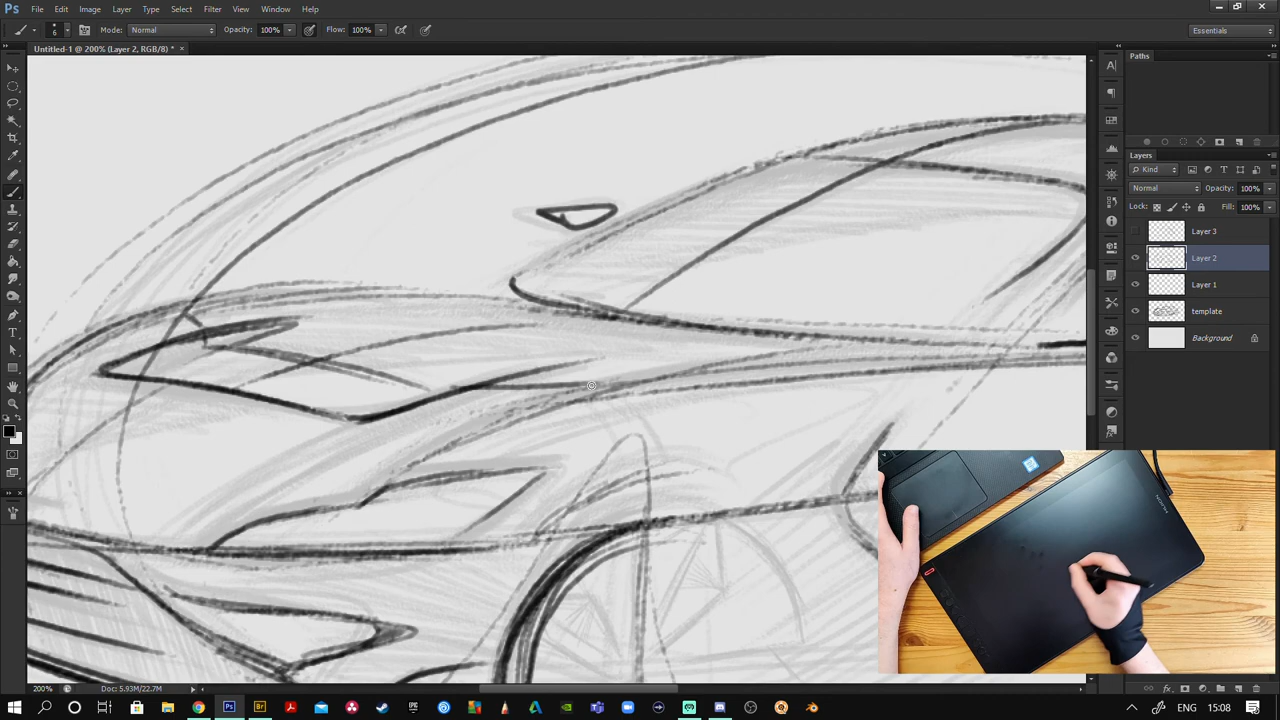 Ps File Edit Image Layer Type Select Filter View Window Help
6 Mode: Normal Opacity: 100% Flow: 100% Essentials
Untitled-1 @ 200% (Layer 2, RGB/8) * ×
Paths
Layers
Kind
Normal Opacity: 100%
Lock: Fill: 100%
Layer 3
Layer 2
Layer 1
template
Background
HUION
200% Doc: 5.93M/22.7M
ENG 15:08